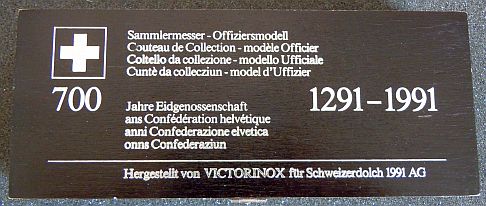 Sammlermesser - Offiziersmodell
Couteau de Collection - modèle Officier
Coltello da collezione - modello Ufficiale
Cuntè da colecziun - model d'Uffizier
700
Jahre Eidgenossenschaft
ans Confédération helvétique
anni Confederazione elvetica
onns Confederaziun
1291–1991
Hergestellt von VICTORINOX für Schweizerdolch 1991 AG